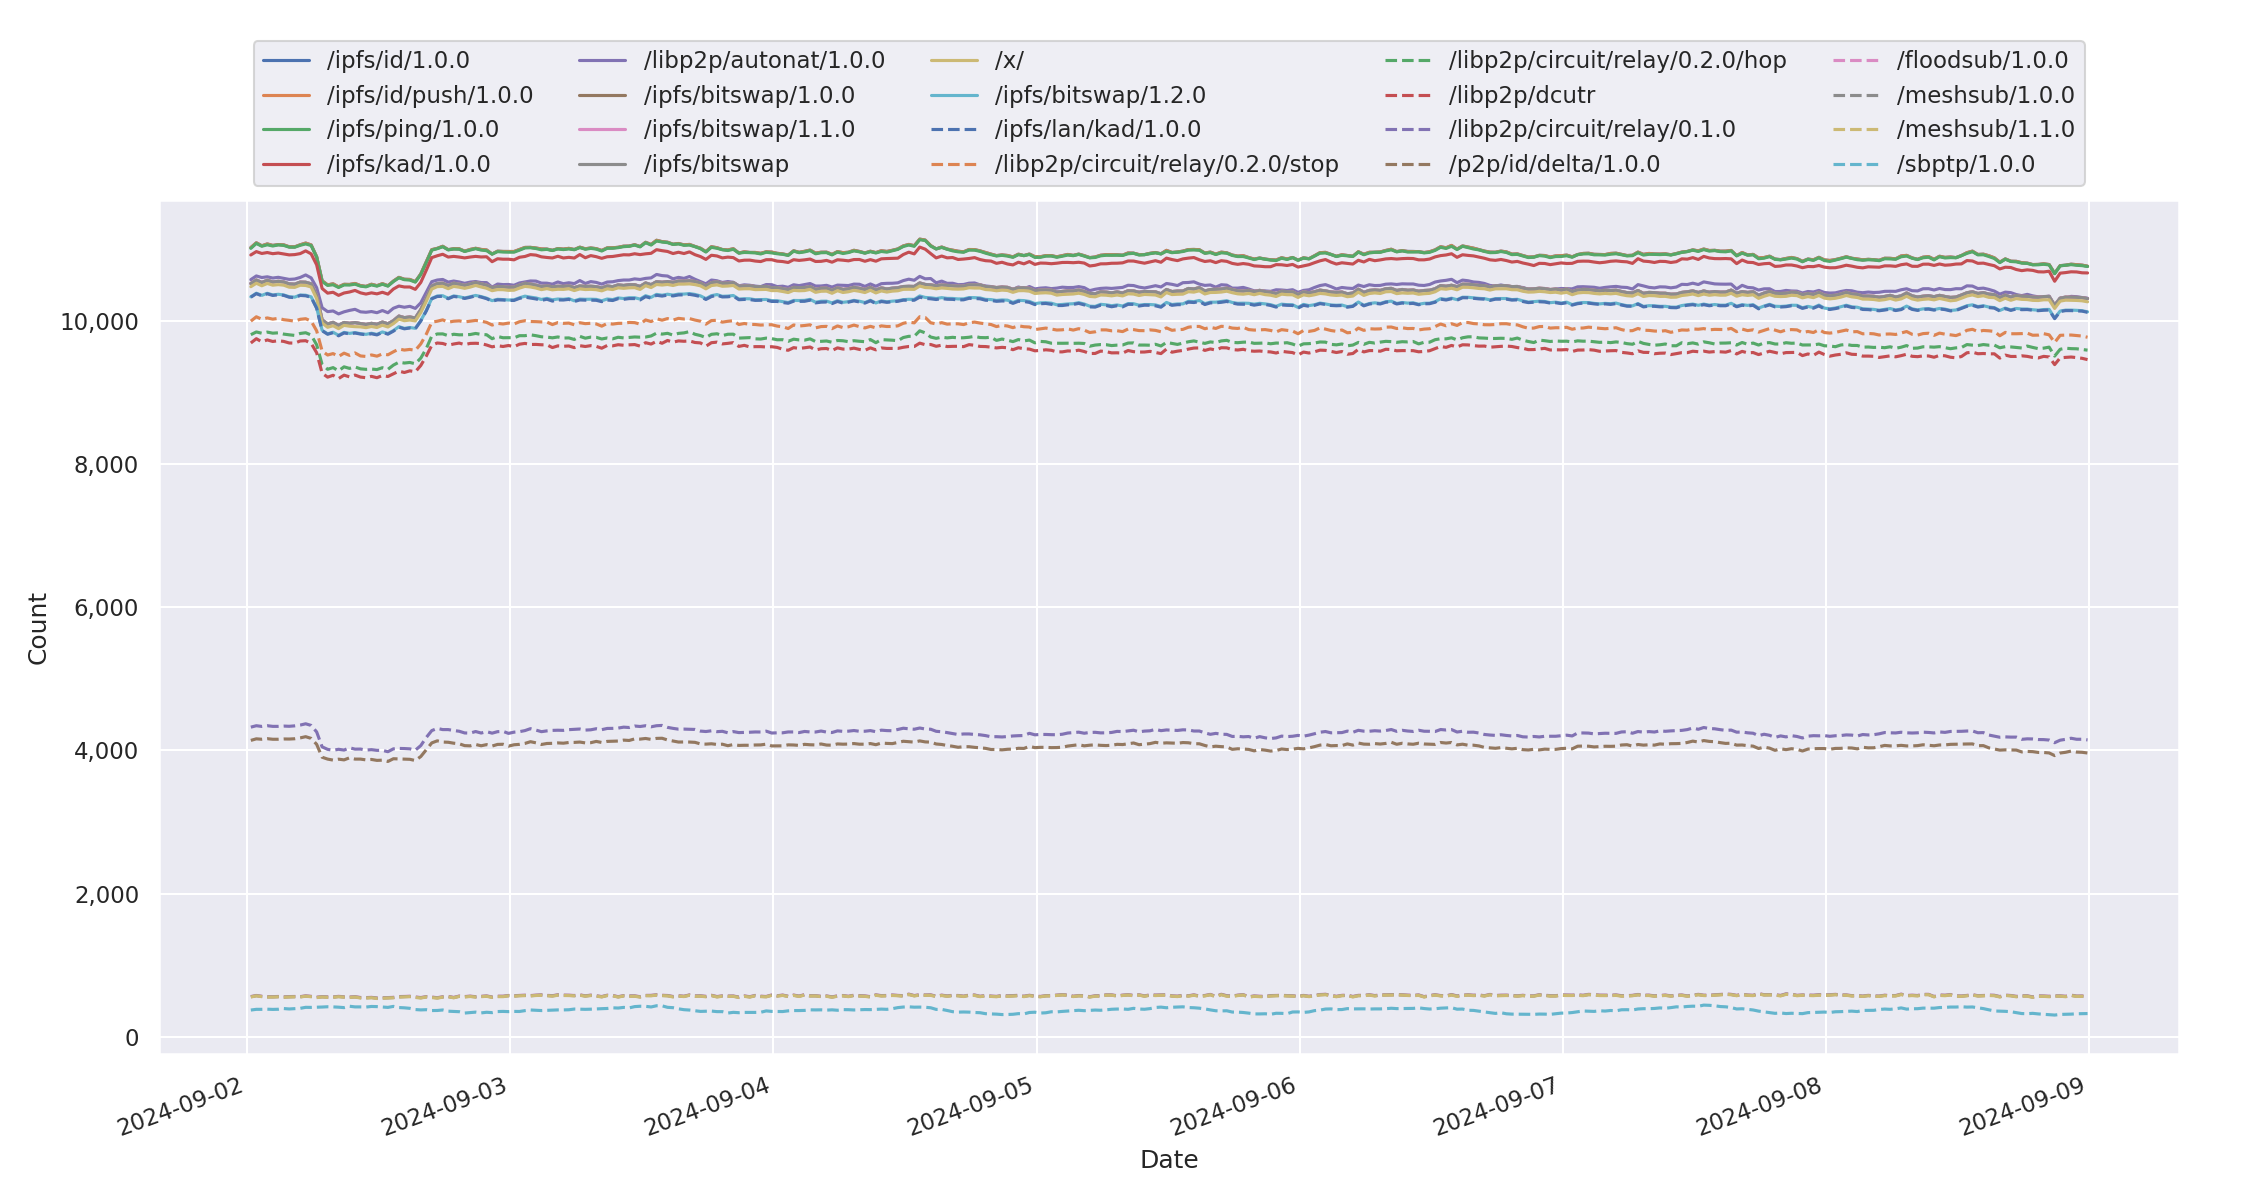 /ipfs/id/1.0.0
/ipfs/id/push/1.0.0
/ipfs/ping/1.0.0
/ipfs/kad/1.0.0
/libp2p/autonat/1.0.0
/ipfs/bitswap/1.0.0
/ipfs/bitswap/1.1.0
/ipfs/bitswap
/x/
/ipfs/bitswap/1.2.0
/ipfs/lan/kad/1.0.0
/libp2p/circuit/relay/0.2.0/stop
/libp2p/circuit/relay/0.2.0/hop
/libp2p/dcutr
/libp2p/circuit/relay/0.1.0
/p2p/id/delta/1.0.0
/floodsub/1.0.0
/meshsub/1.0.0
/meshsub/1.1.0
/sbptp/1.0.0
10,000
8,000
6,000
4,000
2,000
0
Count
2024-09-02
2024-09-03
2024-09-04
2024-09-05
2024-09-06
2024-09-07
2024-09-08
2024-09-09
Date